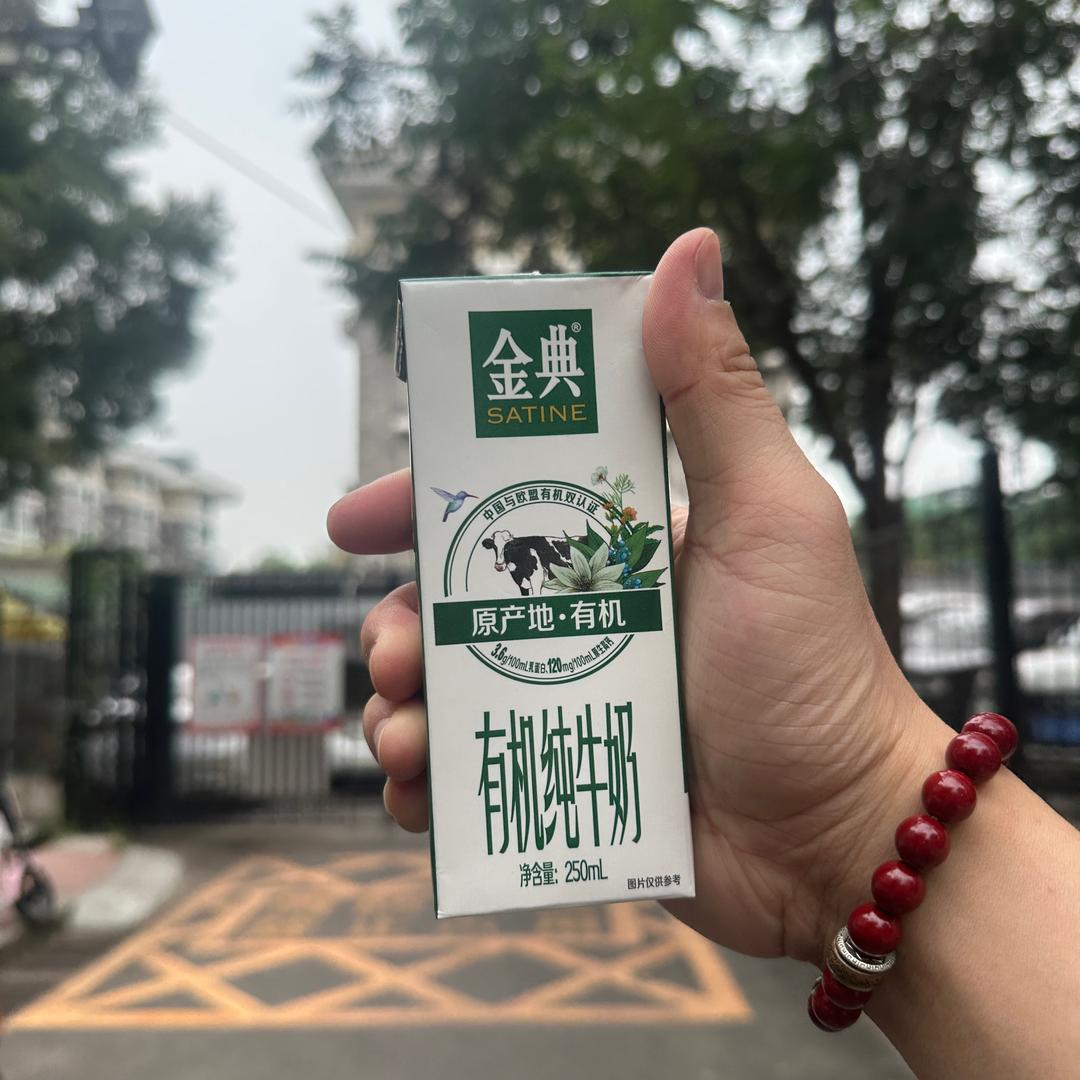 金典®
SATINE
中国与欧盟有机双认证
原产地·有机
3.6g/100mL乳蛋白,120mg/100mL原生高钙
有机纯牛奶
净含量: 250mL
图片仅供参考